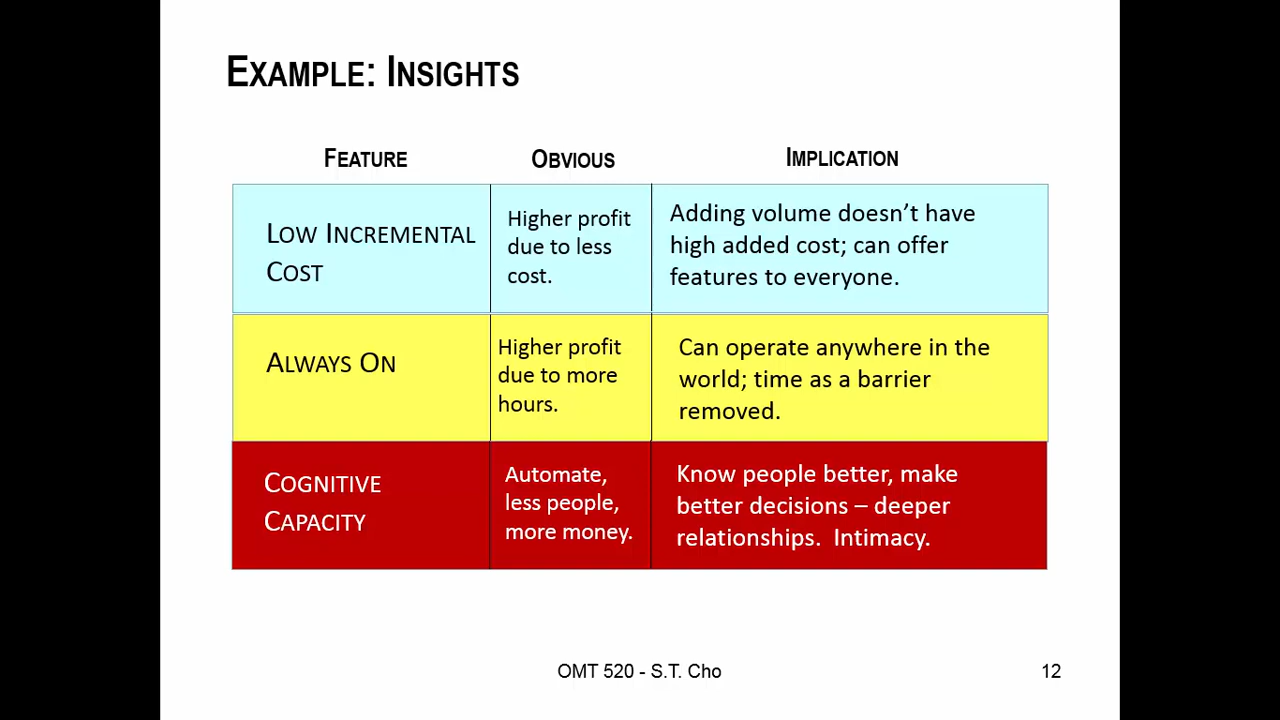 EXAMPLE: INSIGHTS
FEATURE
OBVIOUS
IMPLICATION
LOW INCREMENTAL
COST
Higher profit
due to less
cost.
Adding volume doesn’t have
high added cost; can offer
features to everyone.
ALWAYS ON
Higher profit
due to more
hours.
Can operate anywhere in the
world; time as a barrier
removed.
COGNITIVE
CAPACITY
Automate,
less people,
more money.
Know people better, make
better decisions – deeper
relationships.  Intimacy.
OMT 520 - S.T. Cho
12